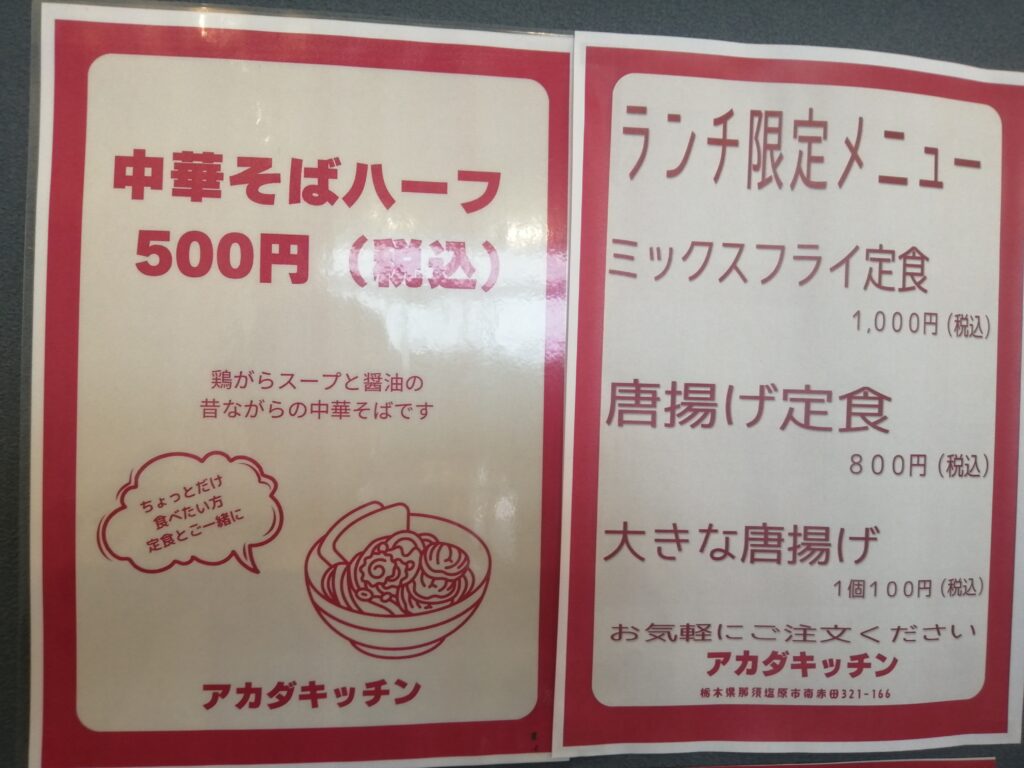 中華そばハーフ
500円（税込）
鶏がらスープと醤油の
昔ながらの中華そばです
ちょっとだけ
食べたい方
定食とご一緒に
アカダキッチン
ランチ限定メニュー
ミックスフライ定食
1,000円（税込）
唐揚げ定食
８００円（税込）
大きな唐揚げ
１個１００円（税込）
お気軽にご注文ください
アカダキッチン
栃木県那須塩原市南赤田321-166